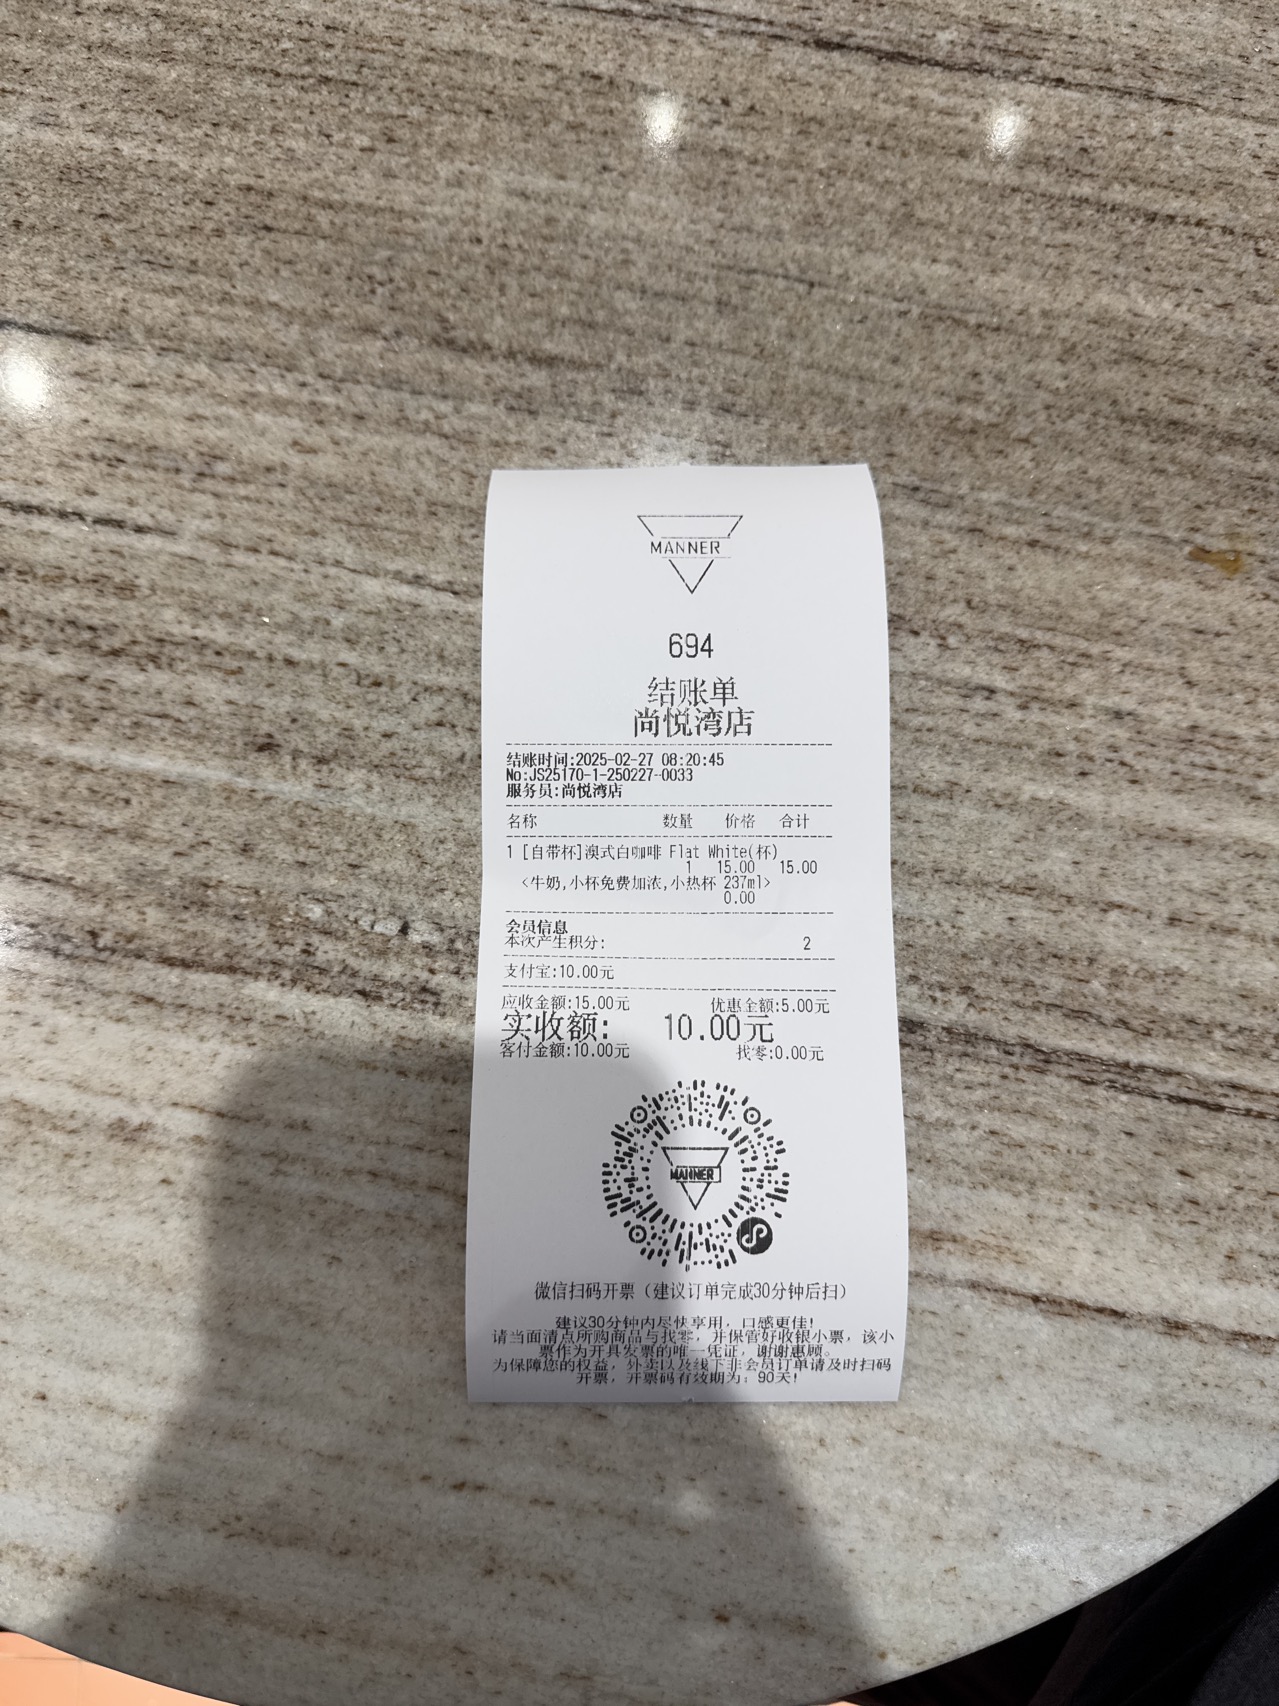 MANNER
694
结账单
尚悦湾店
结账时间:2025-02-27 08:20:45
No:JS25170-1-250227-0033
服务员:尚悦湾店
名称 数量 价格 合计
1 [自带杯]澳式白咖啡 Flat White(杯)
1 15.00 15.00
<牛奶,小杯免费加浓,小热杯 237ml>
0.00
会员信息
本次产生积分: 2
支付宝:10.00元
应收金额:15.00元 优惠金额:5.00元
实收额: 10.00元
客付金额:10.00元 找零:0.00元
MANNER
微信扫码开票（建议订单完成30分钟后扫）
建议30分钟内尽快享用，口感更佳!
请当面清点所购商品与找零，并保管好收银小票，该小
票作为开具发票的唯一凭证，谢谢惠顾。
为保障您的权益，外卖以及线下非会员订单请及时扫码
开票，开票码有效期为：90天!